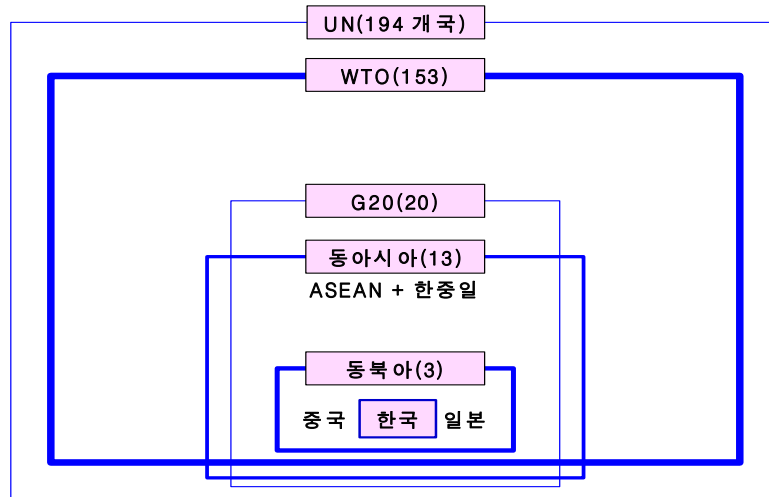 UN(194 개국)
WTO(153)
G20(20)
동아시아(13)
ASEAN + 한중일
동북아(3)
중국 한국 일본